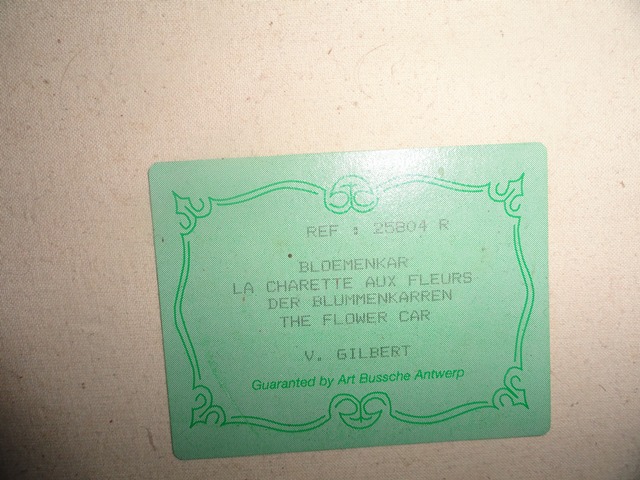 REF : 25804 R
BLOEMENKAR
LA CHARETTE AUX FLEURS
DER BLUMMENKARREN
THE FLOWER CAR
V. GILBERT
Guaranted by Art Bussche Antwerp